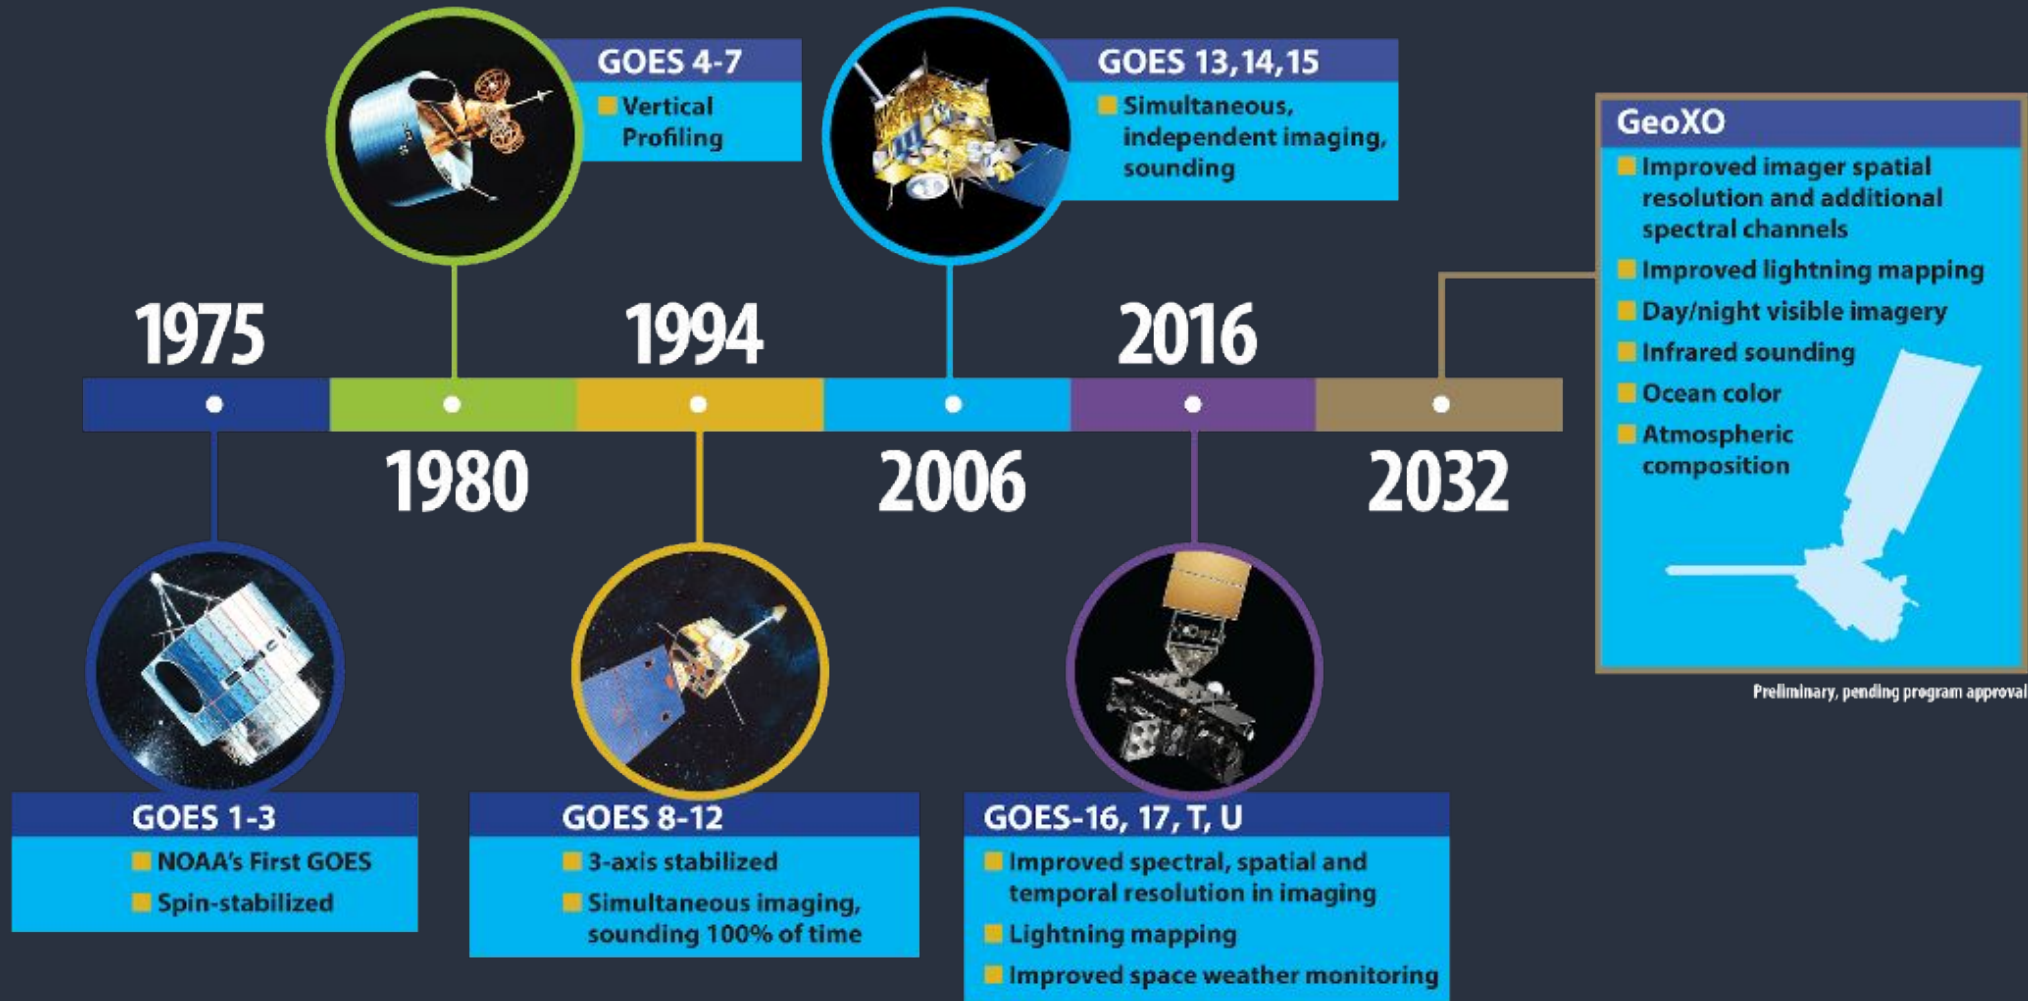 GOES 4-7
Vertical
Profiling
GOES 13,14,15
Simultaneous,
independent imaging,
sounding
GeoXO
Improved imager spatial
resolution and additional
spectral channels
Improved lightning mapping
Day/night visible imagery
Infrared sounding
Ocean color
Atmospheric
composition
Preliminary, pending program approval
1975
1994
2016
1980
2006
2032
GOES 1-3
NOAA's First GOES
Spin-stabilized
GOES 8-12
3-axis stabilized
Simultaneous imaging,
sounding 100% of time
GOES-16, 17, T, U
Improved spectral, spatial and
temporal resolution in imaging
Lightning mapping
Improved space weather monitoring